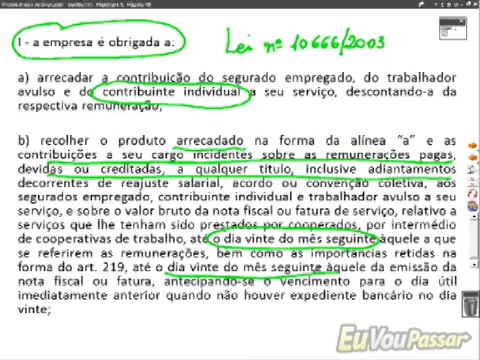 I - a empresa é obrigada a:
Lei nº 10666/2003
a) arrecadar a contribuição do segurado empregado, do trabalhador
avulso e do contribuinte individual a seu serviço, descontando-a da
respectiva remuneração;
b) recolher o produto arrecadado na forma da alínea “a” e as
contribuições a seu cargo incidentes sobre as remunerações pagas,
devidas ou creditadas, a qualquer título, inclusive adiantamentos
decorrentes de reajuste salarial, acordo ou convenção coletiva, aos
segurados empregado, contribuinte individual e trabalhador avulso a seu
serviço, e sobre o valor bruto da nota fiscal ou fatura de serviço, relativo a
serviços que lhe tenham sido prestados por cooperados, por intermédio
de cooperativas de trabalho, até o dia vinte do mês seguinte àquele a que
se referirem as remunerações, bem como as importâncias retidas na
forma do art. 219, até o dia vinte do mês seguinte àquele da emissão da
nota fiscal ou fatura, antecipando-se o vencimento para o dia útil
imediatamente anterior quando não houver expediente bancário no dia
vinte;
EuVouPassar